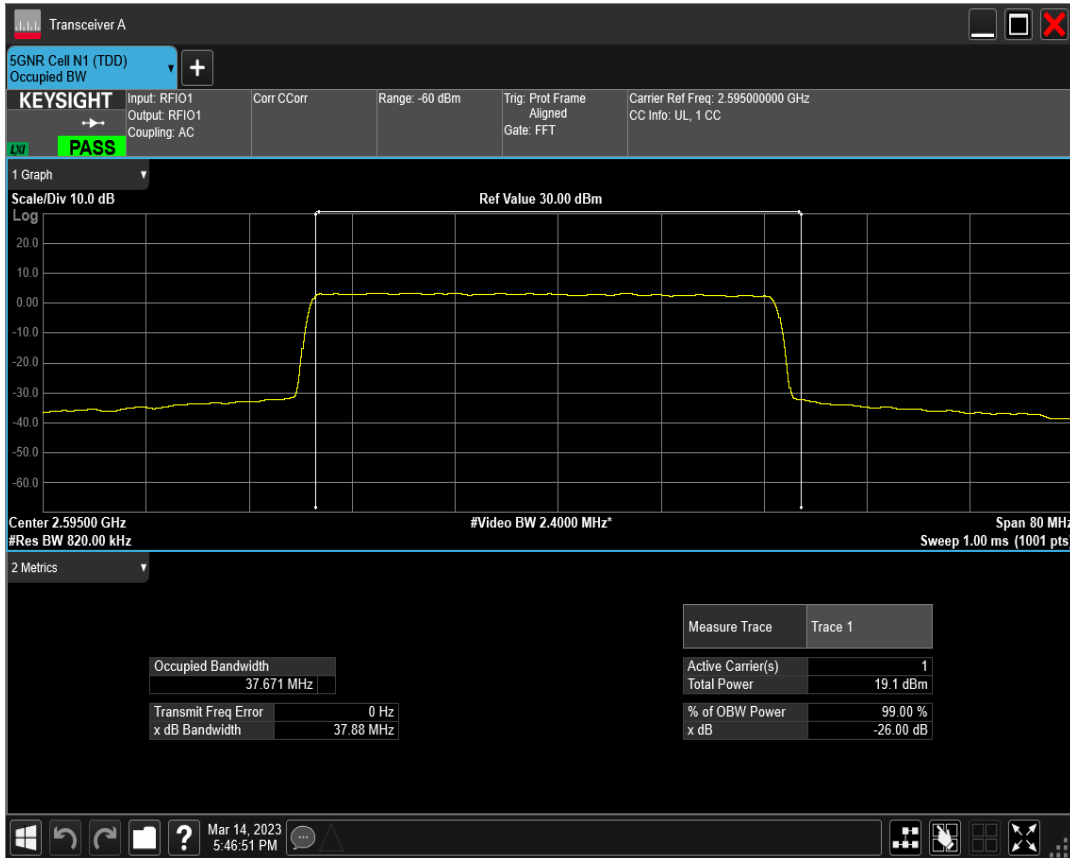 Transceiver A
5GNR Cell N1 (TDD)
Occupied BW
+
KEYSIGHT
LXI
PASS
Input: RFIO1
Output: RFIO1
Coupling: AC
Corr CCorr
Range: -60 dBm
Trig: Prot Frame
Aligned
Gate: FFT
Carrier Ref Freq: 2.595000000 GHz
CC Info: UL, 1 CC
1 Graph
Scale/Div 10.0 dB
Ref Value 30.00 dBm
Log
20.0
10.0
0.00
-10.0
-20.0
-30.0
-40.0
-50.0
-60.0
Center 2.59500 GHz
#Video BW 2.4000 MHz*
Span 80 MHz
#Res BW 820.00 kHz
Sweep 1.00 ms (1001 pts)
2 Metrics
Measure Trace Trace 1
Occupied Bandwidth
37.671 MHz
Active Carrier(s) 1
Total Power 19.1 dBm
Transmit Freq Error 0 Hz
x dB Bandwidth 37.88 MHz
% of OBW Power 99.00 %
x dB -26.00 dB
?
Mar 14, 2023
5:46:51 PM